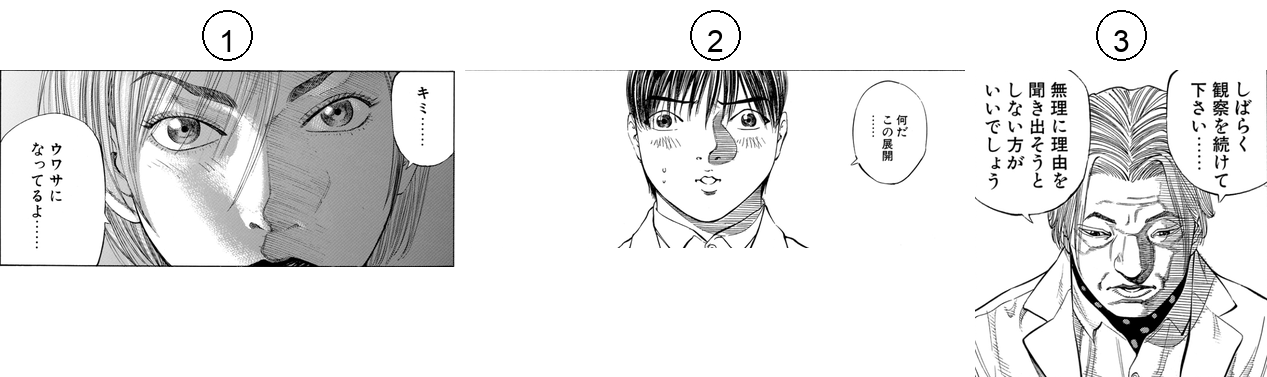 1
キミ……
ウワサに
なってるよ……
2
何だ
この展開
……
3
しばらく
観察を続けて
下さい……
無理に理由を
聞き出そうと
しない方が
いいでしょう